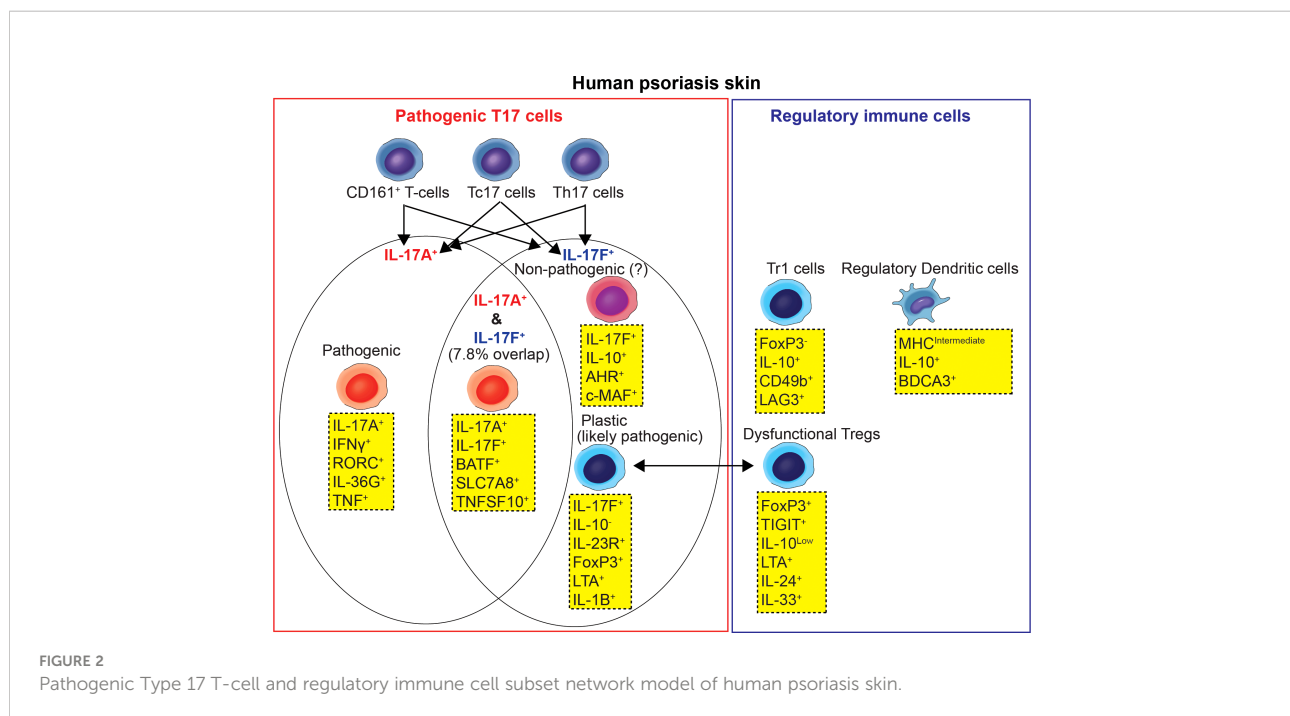 Human psoriasis skin
Pathogenic T17 cells
CD161⁺ T-cells
Tc17 cells
Th17 cells
IL-17A⁺
IL-17F⁺
Non-pathogenic (?)
IL-17F⁺
IL-10⁺
AHR⁺
c-MAF⁺
IL-17A⁺
&
IL-17F⁺
(7.8% overlap)
IL-17A⁺
IL-17F⁺
BATF⁺
SLC7A8⁺
TNFSF10⁺
Pathogenic
IL-17A⁺
IFNγ⁺
RORC⁺
IL-36G⁺
TNF⁺
Plastic
(likely pathogenic)
IL-17F⁺
IL-10⁻
IL-23R⁺
FoxP3⁺
LTA⁺
IL-1B⁺
Regulatory immune cells
Tr1 cells
FoxP3⁻
IL-10⁺
CD49b⁺
LAG3⁺
Regulatory Dendritic cells
MHCIntermediate
IL-10⁺
BDCA3⁺
Dysfunctional Tregs
FoxP3⁺
TIGIT⁺
IL-10Low
LTA⁺
IL-24⁺
IL-33⁺
FIGURE 2
Pathogenic Type 17 T-cell and regulatory immune cell subset network model of human psoriasis skin.